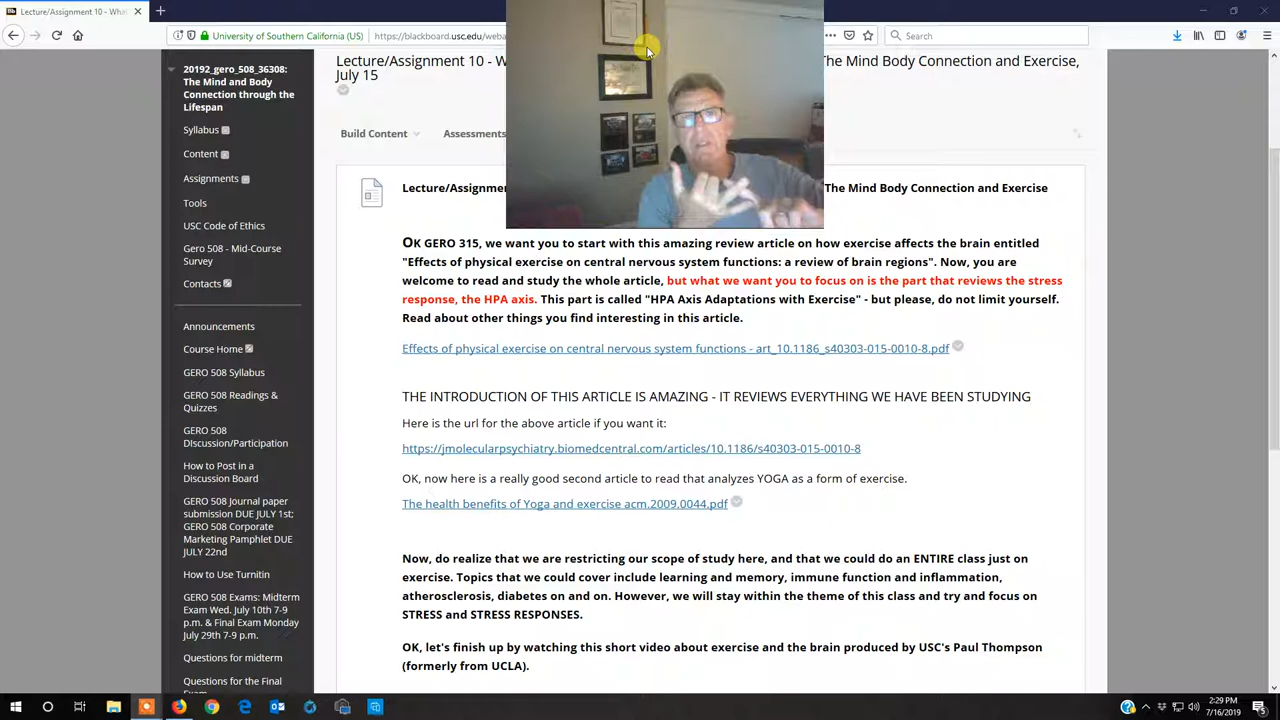 Lecture/Assignment 10 - Wha
University of Southern California (US)
https://blackboard.usc.edu/weba
Search
20192_gero_508_36308:
The Mind and Body
Connection through the
Lifespan
Syllabus
Content
Assignments
Tools
USC Code of Ethics
Gero 508 - Mid-Course
Survey
Contacts
Announcements
Course Home
GERO 508 Syllabus
GERO 508 Readings &
Quizzes
GERO 508
DIscussion/Participation
How to Post in a
Discussion Board
GERO 508 Journal paper
submission DUE JULY 1st;
GERO 508 Corporate
Marketing Pamphlet DUE
JULY 22nd
How to Use Turnitin
GERO 508 Exams: Midterm
Exam Wed. July 10th 7-9
p.m. & Final Exam Monday
July 29th 7-9 p.m.
Questions for midterm
Questions for the Final
Exam
Lecture/Assignment 10 - W The Mind Body Connection and Exercise,
July 15
Build Content
Assessments
Lecture/Assignm The Mind Body Connection and Exercise
OK GERO 315, we want you to start with this amazing review article on how exercise affects the brain entitled
"Effects of physical exercise on central nervous system functions: a review of brain regions". Now, you are
welcome to read and study the whole article, but what we want you to focus on is the part that reviews the stress
response, the HPA axis. This part is called "HPA Axis Adaptations with Exercise" - but please, do not limit yourself.
Read about other things you find interesting in this article.
Effects of physical exercise on central nervous system functions - art_10.1186_s40303-015-0010-8.pdf
THE INTRODUCTION OF THIS ARTICLE IS AMAZING - IT REVIEWS EVERYTHING WE HAVE BEEN STUDYING
Here is the url for the above article if you want it:
https://jmolecularpsychiatry.biomedcentral.com/articles/10.1186/s40303-015-0010-8
OK, now here is a really good second article to read that analyzes YOGA as a form of exercise.
The health benefits of Yoga and exercise acm.2009.0044.pdf
Now, do realize that we are restricting our scope of study here, and that we could do an ENTIRE class just on
exercise. Topics that we could cover include learning and memory, immune function and inflammation,
atherosclerosis, diabetes on and on. However, we will stay within the theme of this class and try and focus on
STRESS and STRESS RESPONSES.
OK, let's finish up by watching this short video about exercise and the brain produced by USC's Paul Thompson
(formerly from UCLA).
2:29 PM
7/16/2019